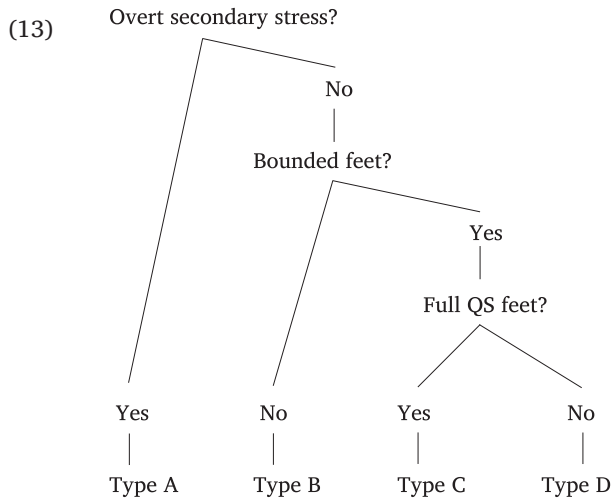 (13)
Overt secondary stress?
No
Bounded feet?
Yes
Full QS feet?
Yes No Yes No
Type A Type B Type C Type D